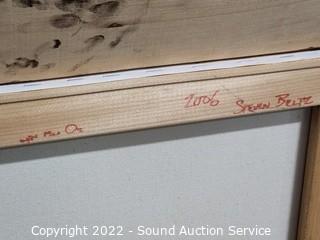 2006 Steven Beltz
Copyright 2022 - Sound Auction Service